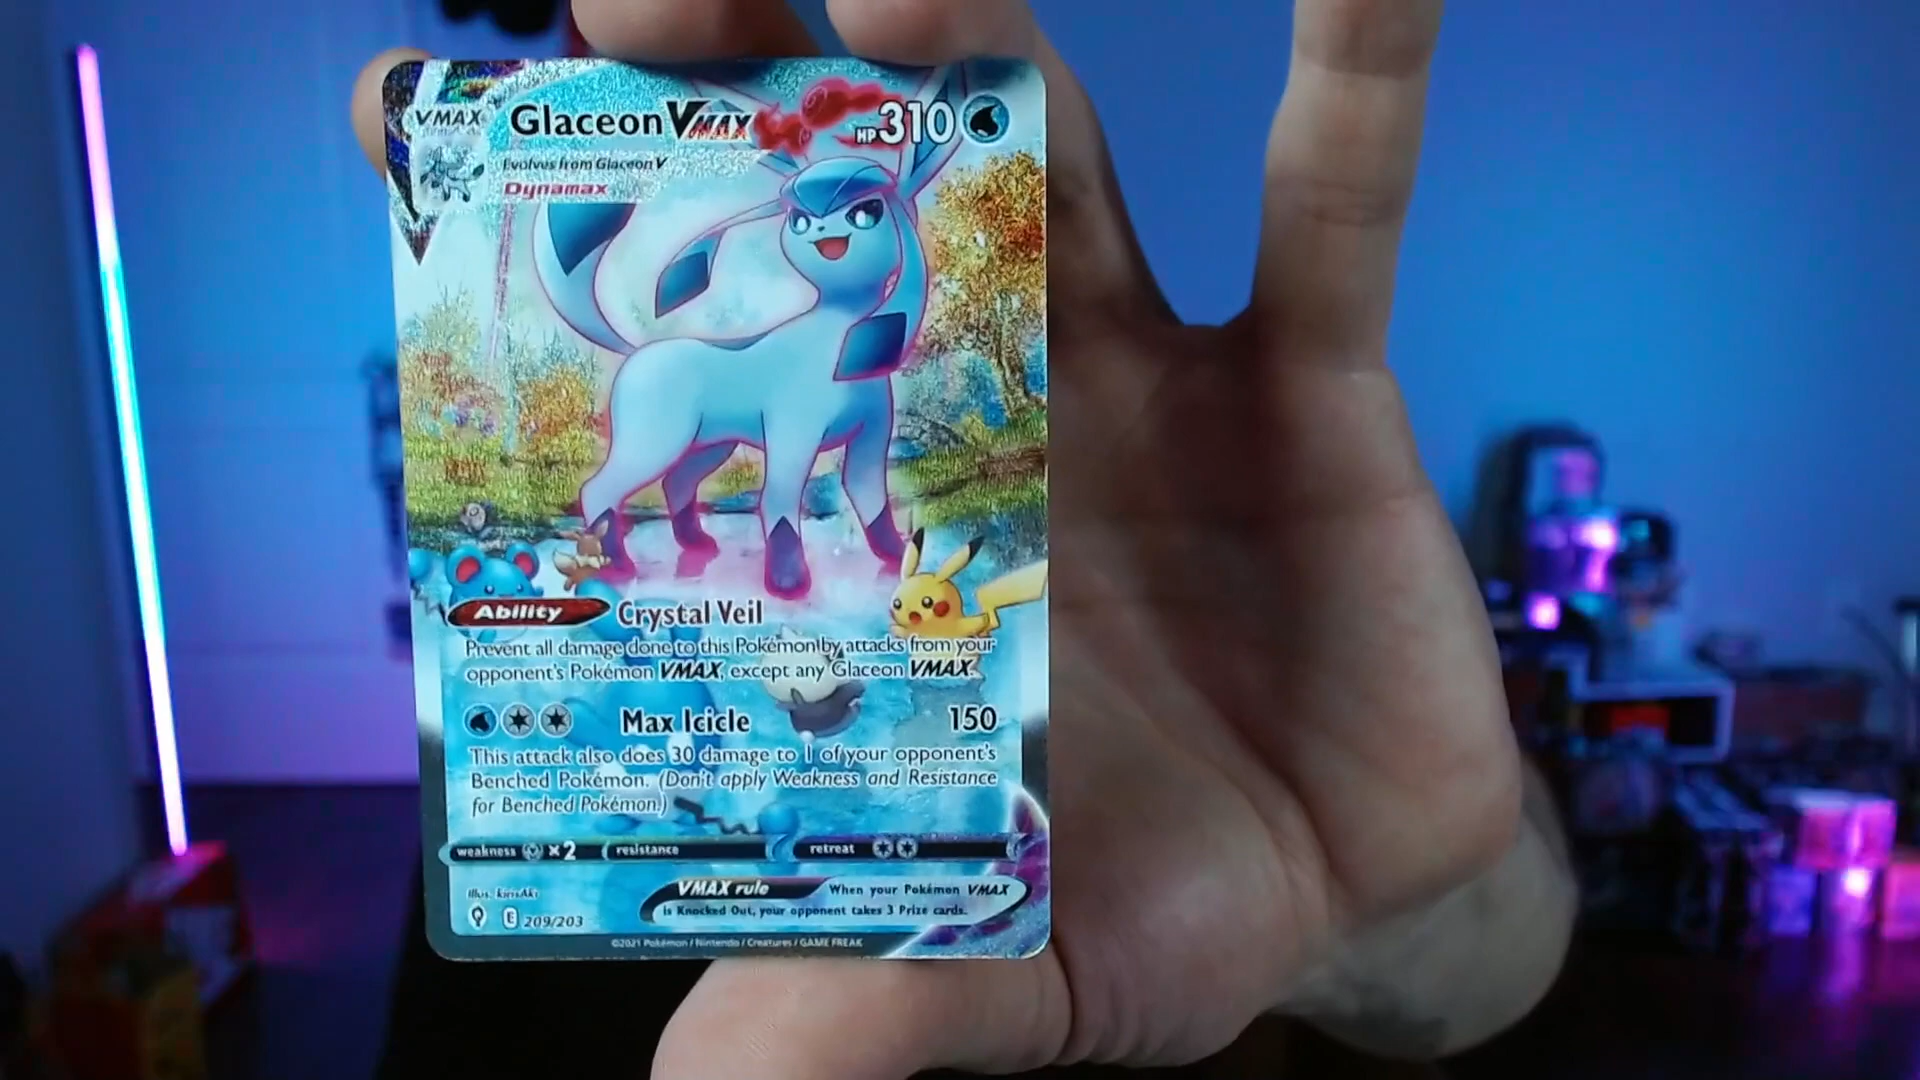 VMAX Glaceon VMAX HP 310
Evolves from Glaceon V
Dynamax
Ability Crystal Veil
Prevent all damage done to this Pokémon by attacks from your
opponent's Pokémon VMAX, except any Glaceon VMAX.
Max Icicle 150
This attack also does 30 damage to 1 of your opponent's
Benched Pokémon. (Don't apply Weakness and Resistance
for Benched Pokémon.)
weakness ×2 resistance retreat
Illus. kirisAki
VMAX rule When your Pokémon VMAX
is Knocked Out, your opponent takes 3 Prize cards.
E 209/203
©2021 Pokémon / Nintendo / Creatures / GAME FREAK